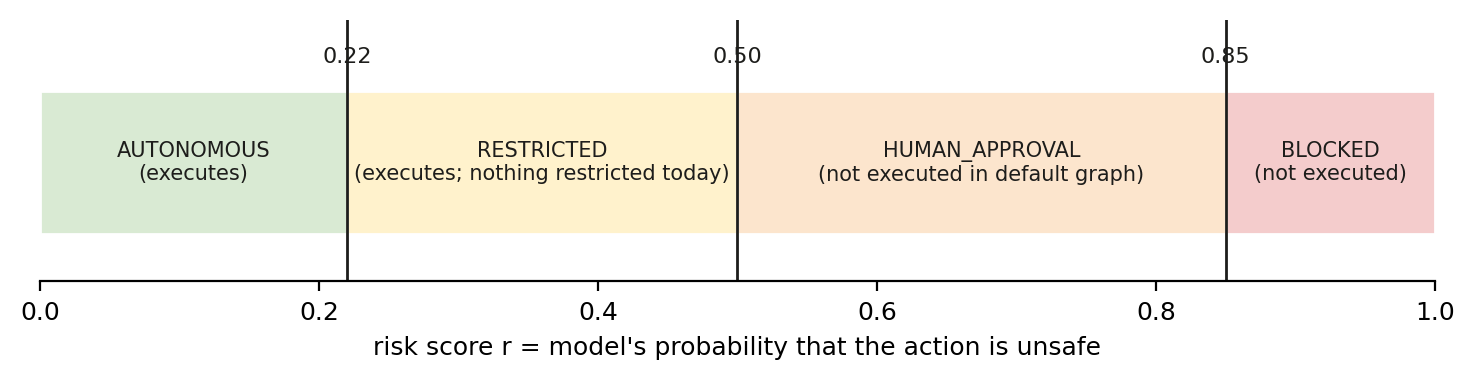 0.22
0.50
0.85
AUTONOMOUS
(executes)
RESTRICTED
(executes; nothing restricted today)
HUMAN_APPROVAL
(not executed in default graph)
BLOCKED
(not executed)
0.0
0.2
0.4
0.6
0.8
1.0
risk score r = model's probability that the action is unsafe